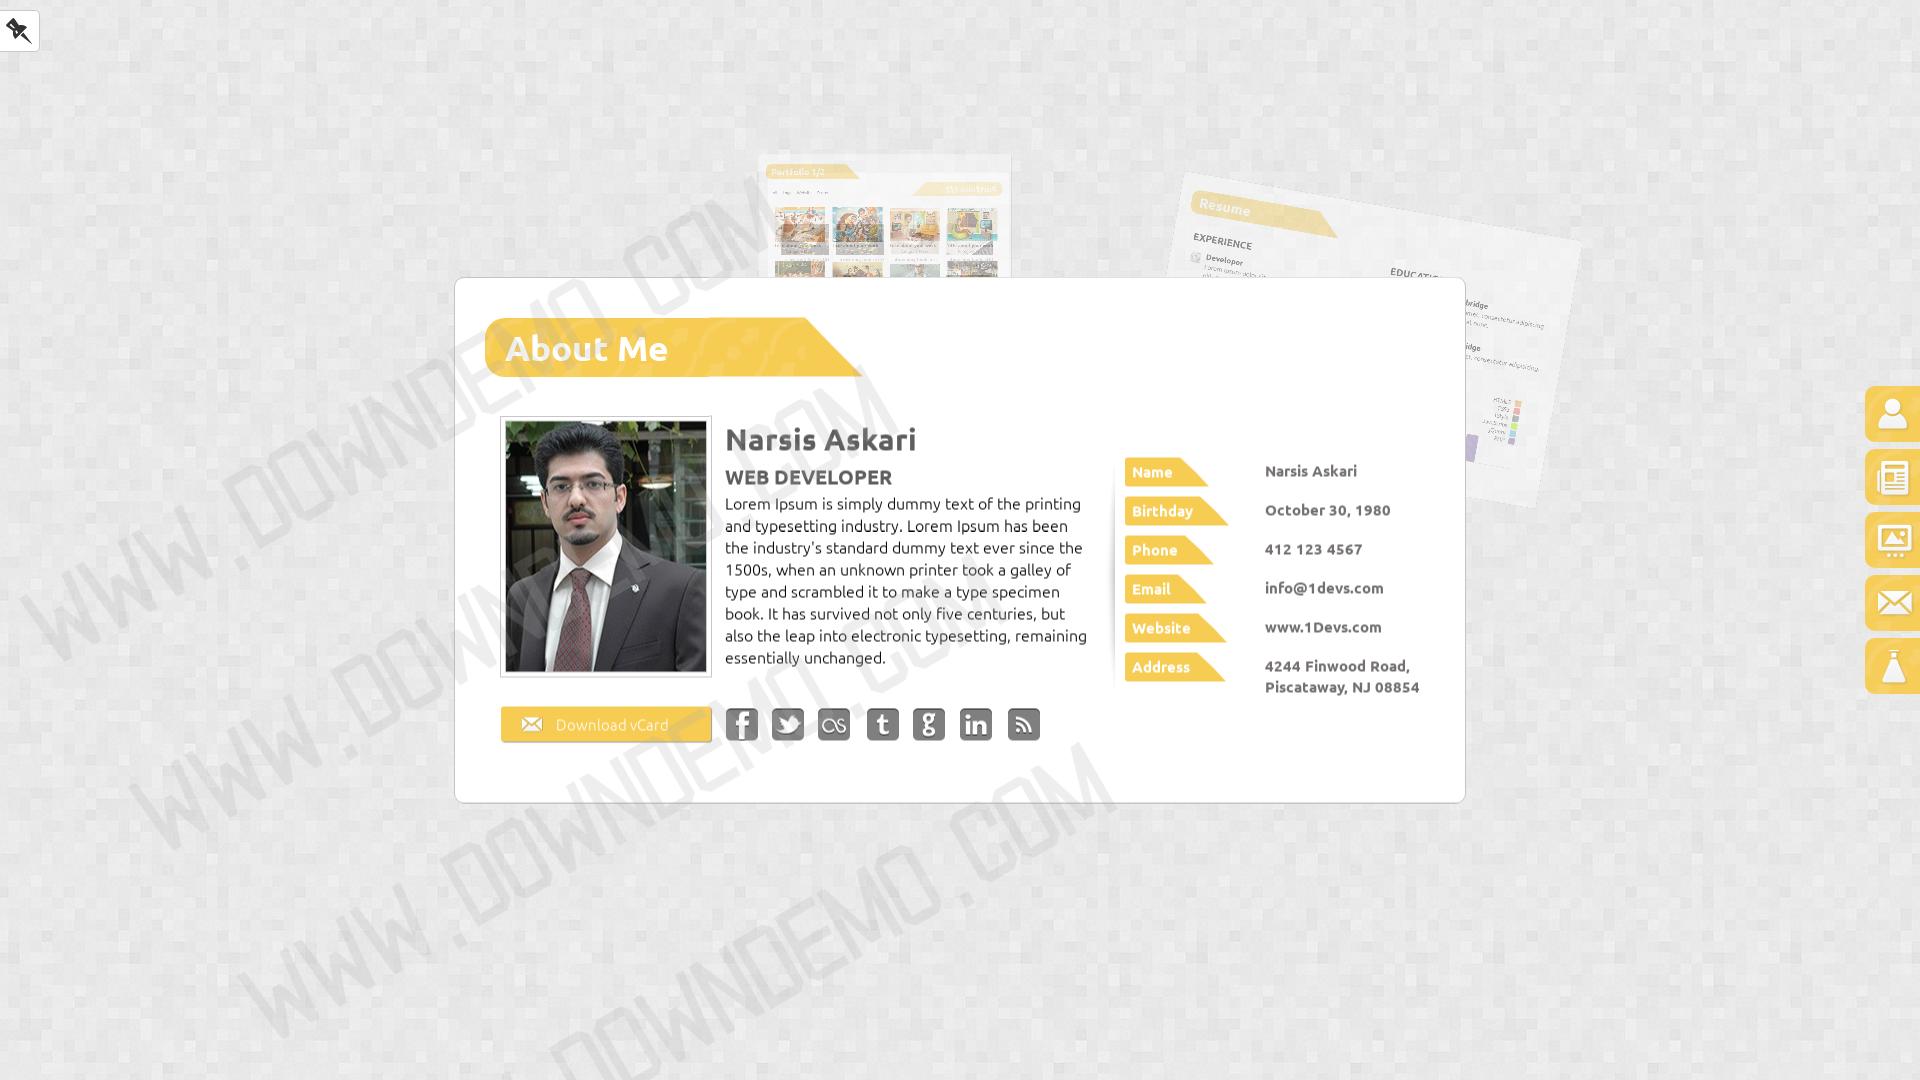 Portfolio 1/2
Resume
EXPERIENCE
Developer
About Me
Narsis Askari
WEB DEVELOPER
Lorem Ipsum is simply dummy text of the printing
and typesetting industry. Lorem Ipsum has been
the industry's standard dummy text ever since the
1500s, when an unknown printer took a galley of
type and scrambled it to make a type specimen
book. It has survived not only five centuries, but
also the leap into electronic typesetting, remaining
essentially unchanged.
Download vCard
Name Narsis Askari
Birthday October 30, 1980
Phone 412 123 4567
Email info@1devs.com
Website www.1Devs.com
Address 4244 Finwood Road,
Piscataway, NJ 08854
WWW.DOWNDEMO.COM
WWW.DOWNDEMO.COM
WWW.DOWNDEMO.COM
DOWNDEMO.COM